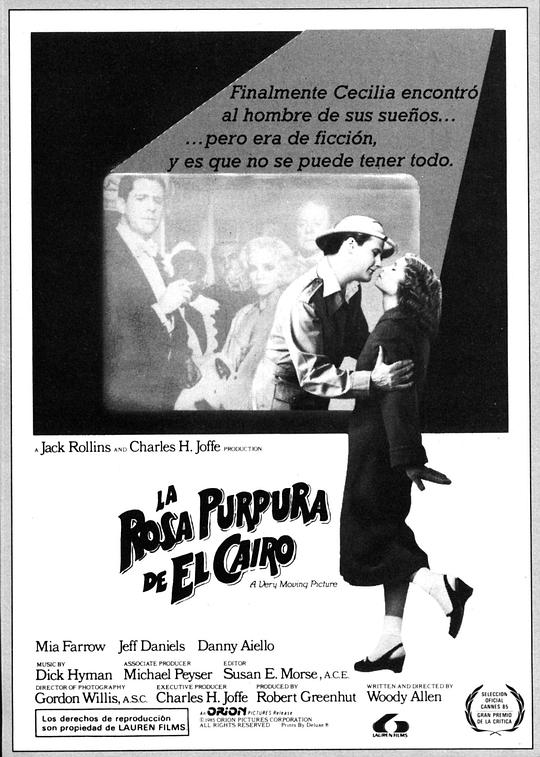 Finalmente Cecilia encontró
al hombre de sus sueños...
...pero era de ficción,
y es que no se puede tener todo.
A Jack Rollins AND Charles H. Joffe PRODUCTION
LA
ROSA PURPURA
DE EL CAIRO
A Very Moving Picture
Mia Farrow Jeff Daniels Danny Aiello
MUSIC BY ASSOCIATE PRODUCER EDITOR
Dick Hyman Michael Peyser Susan E. Morse, A.C.E.
DIRECTOR OF PHOTOGRAPHY EXECUTIVE PRODUCER PRODUCED BY WRITTEN AND DIRECTED BY
Gordon Willis, A.S.C. Charles H. Joffe Robert Greenhut Woody Allen
AN ORION PICTURES Release
©1985 ORION PICTURES CORPORATION
ALL RIGHTS RESERVED Prints By Deluxe ®
Los derechos de reproducción
son propiedad de LAUREN FILMS
LAUREN FILMS
SELECCION
OFICIAL
CANNES 85
GRAN PREMIO
DE LA CRITICA